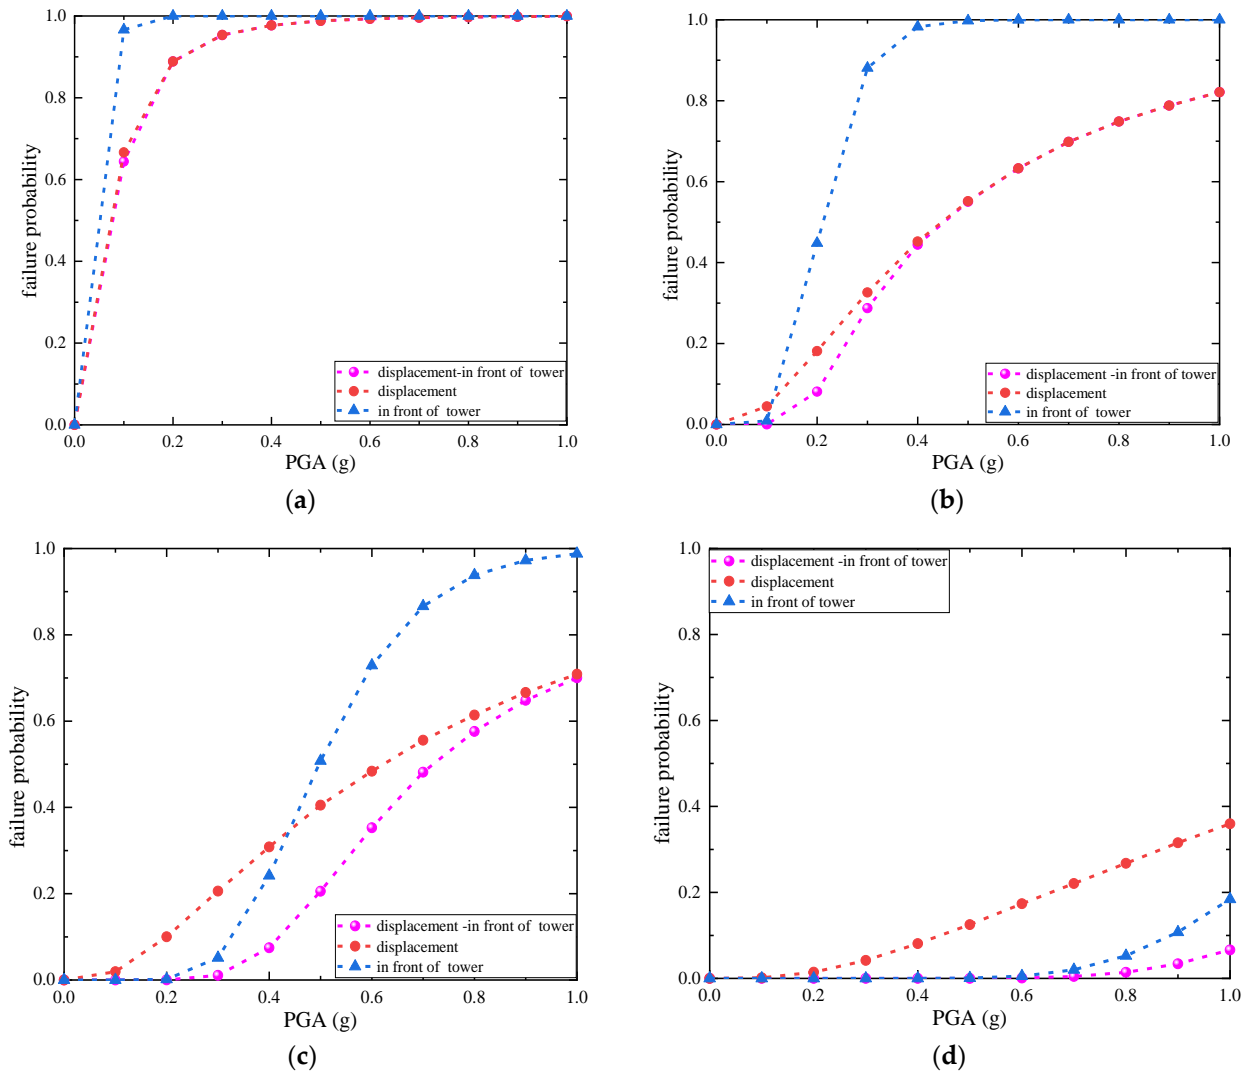 1.0
0.8
0.6
0.4
0.2
0.0
failure probability
displacement-in front of tower
displacement
in front of tower
0.0 0.2 0.4 0.6 0.8 1.0
PGA (g)
(a)
1.0
0.8
0.6
0.4
0.2
0.0
failure probability
displacement -in front of tower
displacement
in front of tower
0.0 0.2 0.4 0.6 0.8 1.0
PGA (g)
(b)
1.0
0.8
0.6
0.4
0.2
0.0
failure probability
displacement -in front of tower
displacement
in front of tower
0.0 0.2 0.4 0.6 0.8 1.0
PGA (g)
(c)
displacement -in front of tower
displacement
in front of tower
1.0
0.8
0.6
0.4
0.2
0.0
failure probability
0.0 0.2 0.4 0.6 0.8 1.0
PGA (g)
(d)